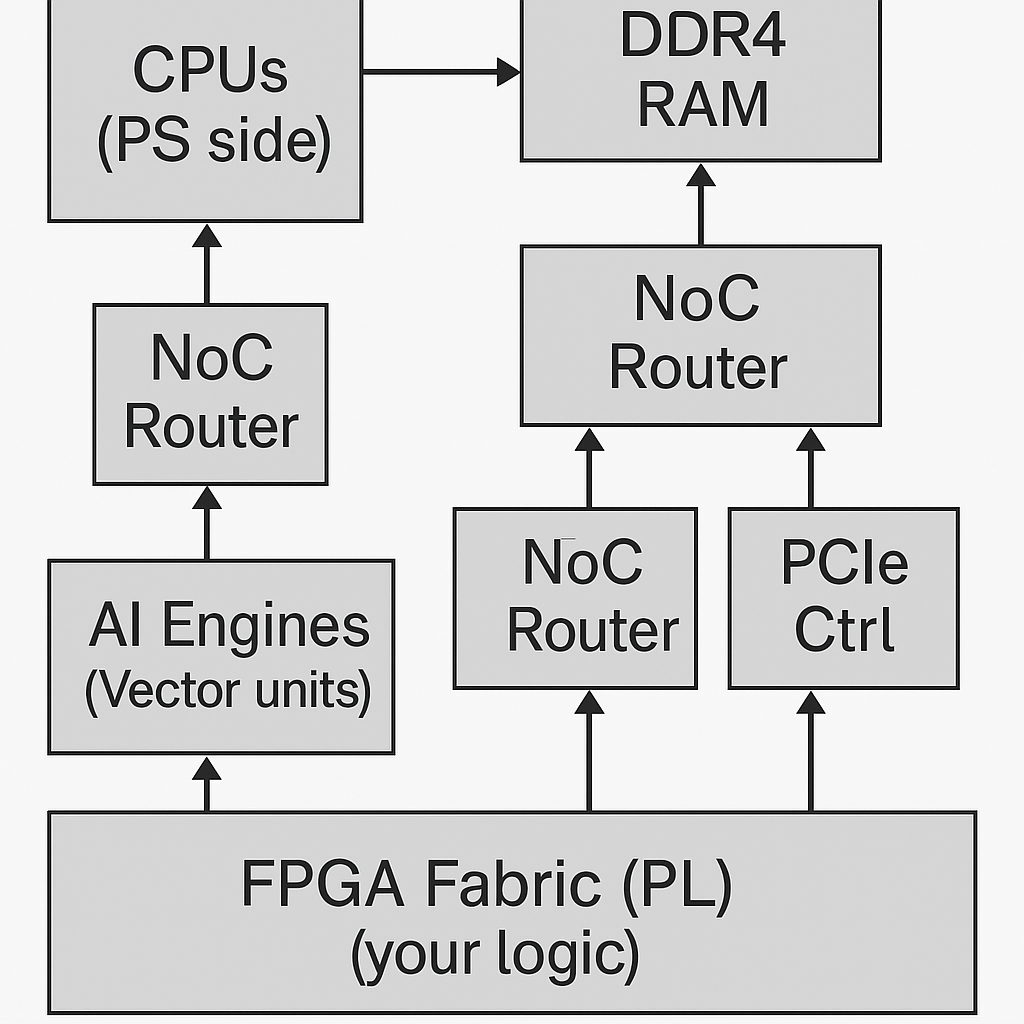 CPUs
(PS side)
DDR4
RAM
NoC
Router
NoC
Router
AI Engines
(Vector units)
NoC
Router
PCIe
Ctrl
FPGA Fabric (PL)
(your logic)